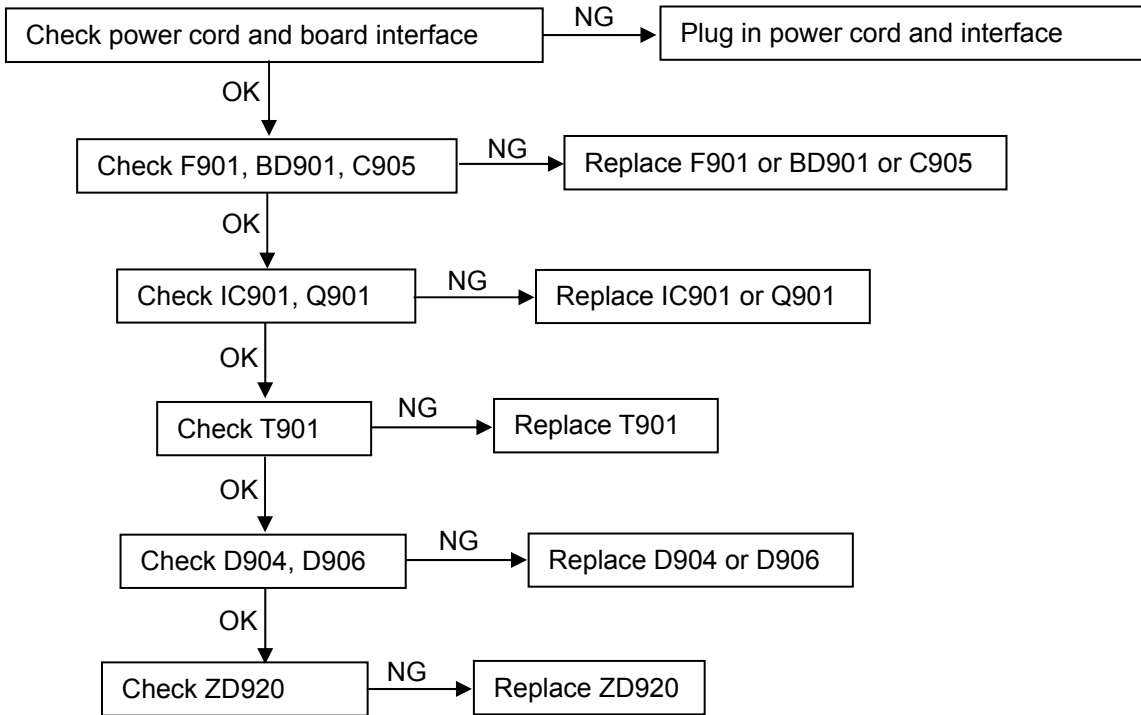 Check power cord and board interface
NG
Plug in power cord and interface
OK
Check F901, BD901, C905
NG
Replace F901 or BD901 or C905
OK
Check IC901, Q901
NG
Replace IC901 or Q901
OK
Check T901
NG
Replace T901
OK
Check D904, D906
NG
Replace D904 or D906
OK
Check ZD920
NG
Replace ZD920